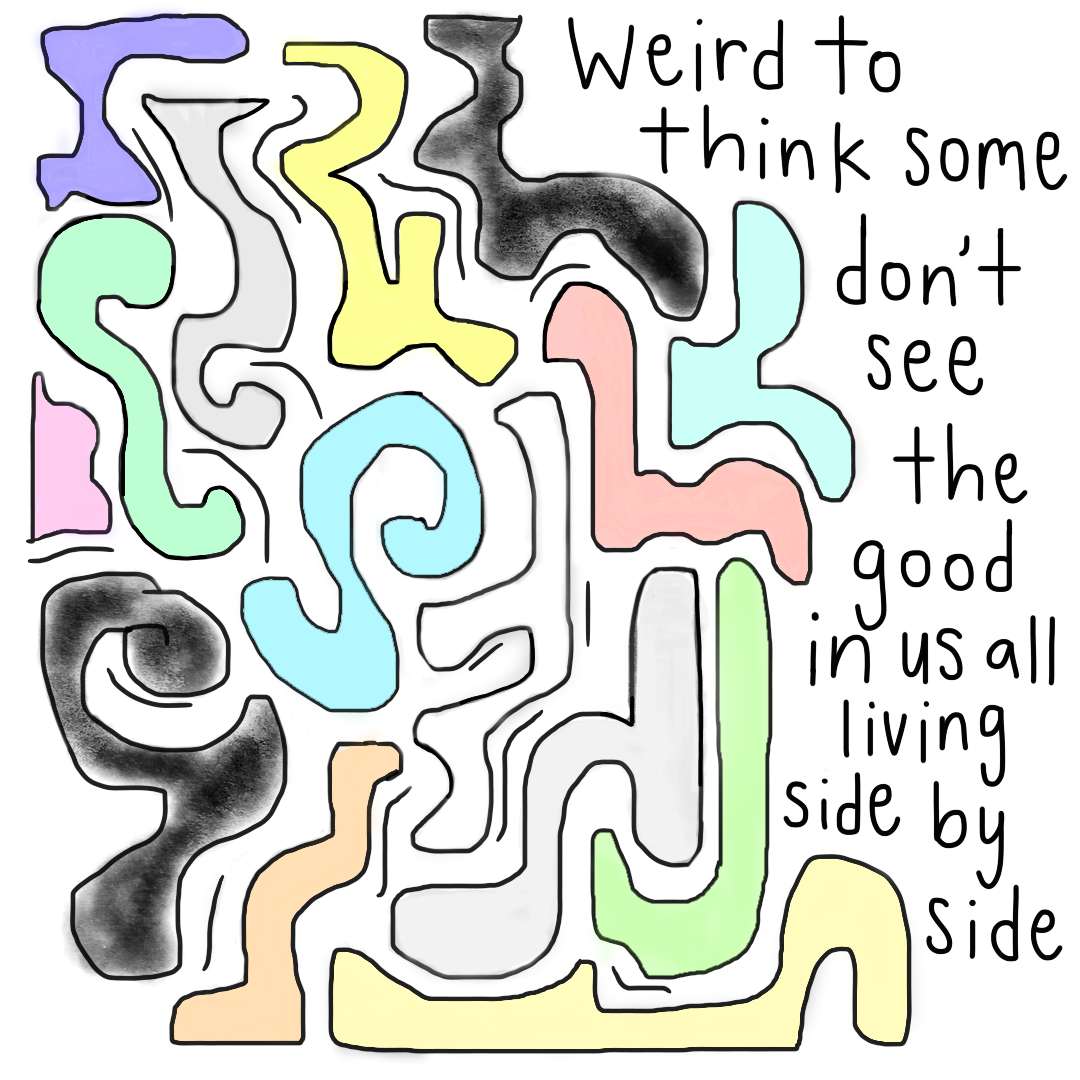 Weird to
think some
don't
see
the
good
in us all
living
side by
side